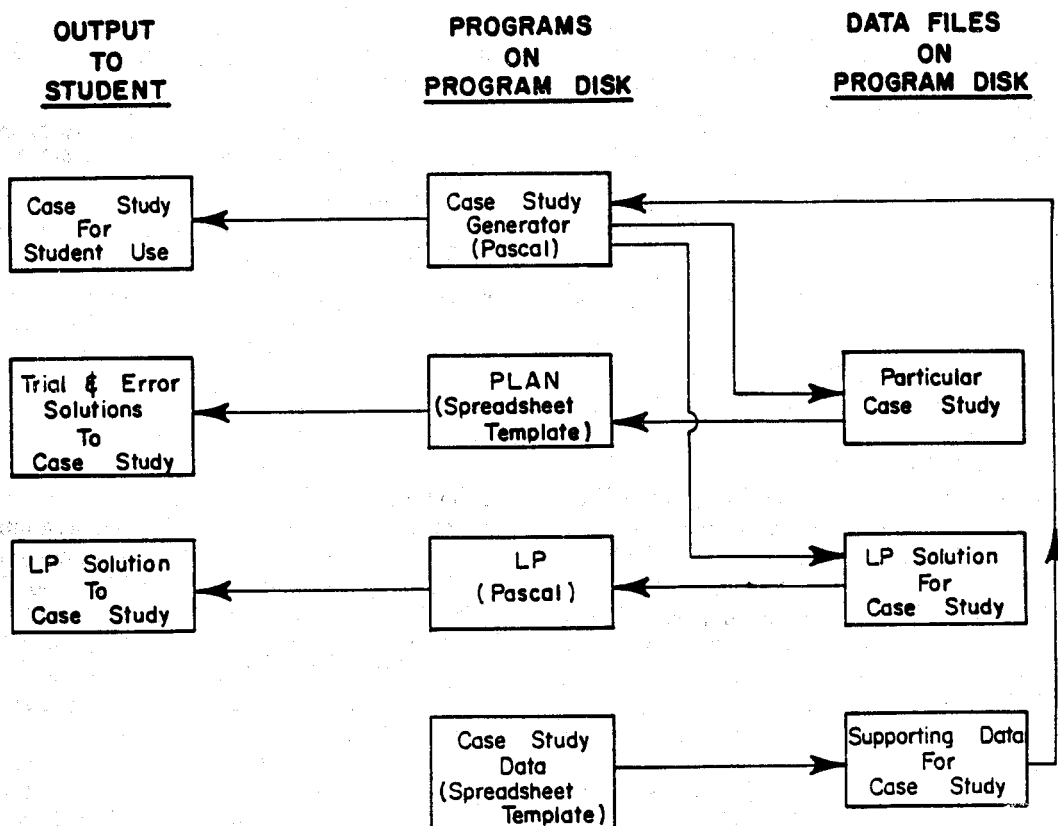 OUTPUT
TO
STUDENT
PROGRAMS
ON
PROGRAM DISK
DATA FILES
ON
PROGRAM DISK
Case Study
For
Student Use
Case Study
Generator
(Pascal)
Trial & Error
Solutions
To
Case Study
PLAN
(Spreadsheet
Template)
Particular
Case Study
LP Solution
To
Case Study
LP
(Pascal)
LP Solution
For
Case Study
Case Study
Data
(Spreadsheet
Template)
Supporting Data
For
Case Study